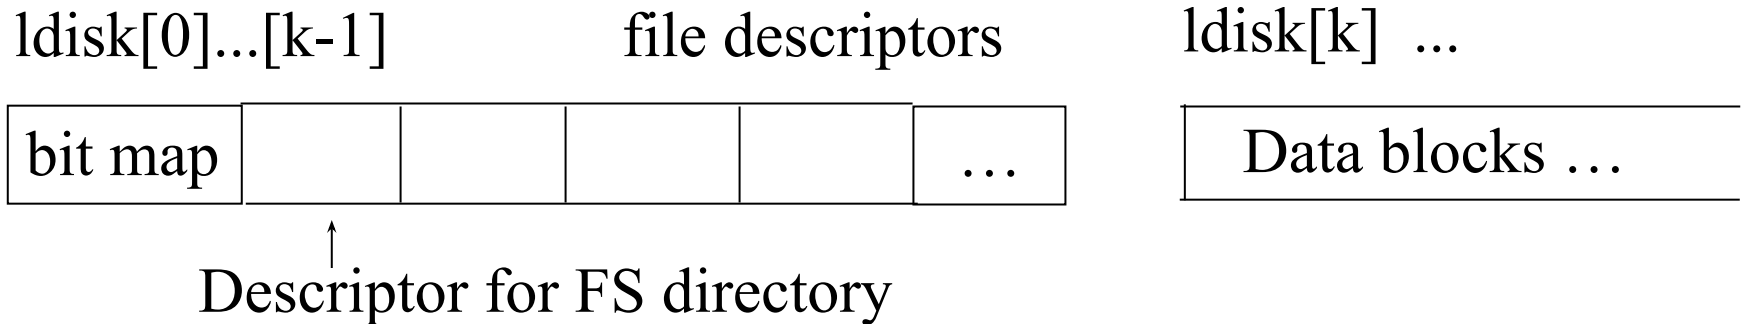 ldisk[0]...[k-1] file descriptors ldisk[k] ...
bit map … Data blocks …
Descriptor for FS directory